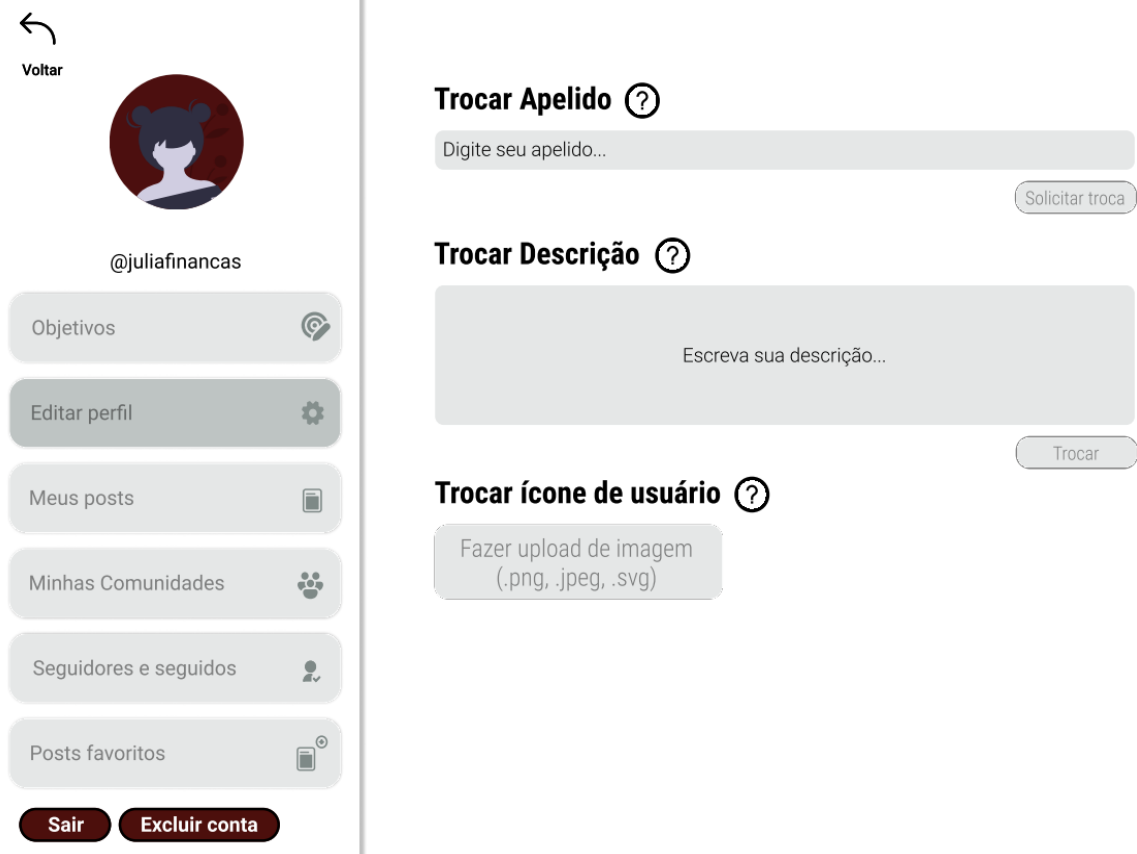 Voltar
@juliafinancas
Objetivos
Editar perfil
Meus posts
Minhas Comunidades
Seguidores e seguidos
Posts favoritos
Sair
Excluir conta
Trocar Apelido ?
Digite seu apelido...
Solicitar troca
Trocar Descrição ?
Escreva sua descrição...
Trocar
Trocar ícone de usuário ?
Fazer upload de imagem
(.png, .jpeg, .svg)